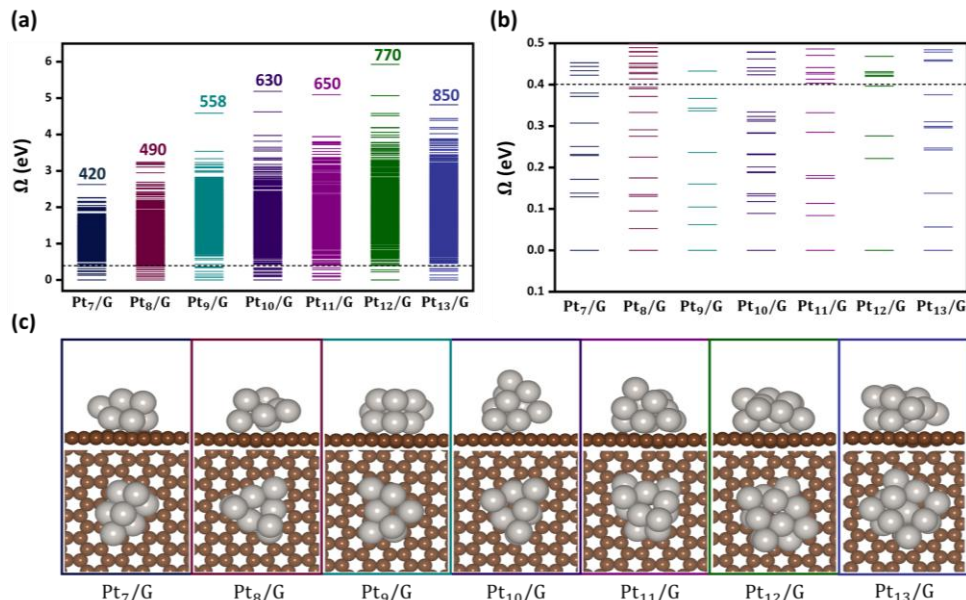 (a)
Ω (eV)
6
5
4
3
2
1
0
420
490
558
630
650
770
850
Pt₇/G Pt₈/G Pt₉/G Pt₁₀/G Pt₁₁/G Pt₁₂/G Pt₁₃/G
(b)
Ω (eV)
0.5
0.4
0.3
0.2
0.1
0.0
0.1
Pt₇/G Pt₈/G Pt₉/G Pt₁₀/G Pt₁₁/G Pt₁₂/G Pt₁₃/G
(c)
Pt₇/G Pt₈/G Pt₉/G Pt₁₀/G Pt₁₁/G Pt₁₂/G Pt₁₃/G